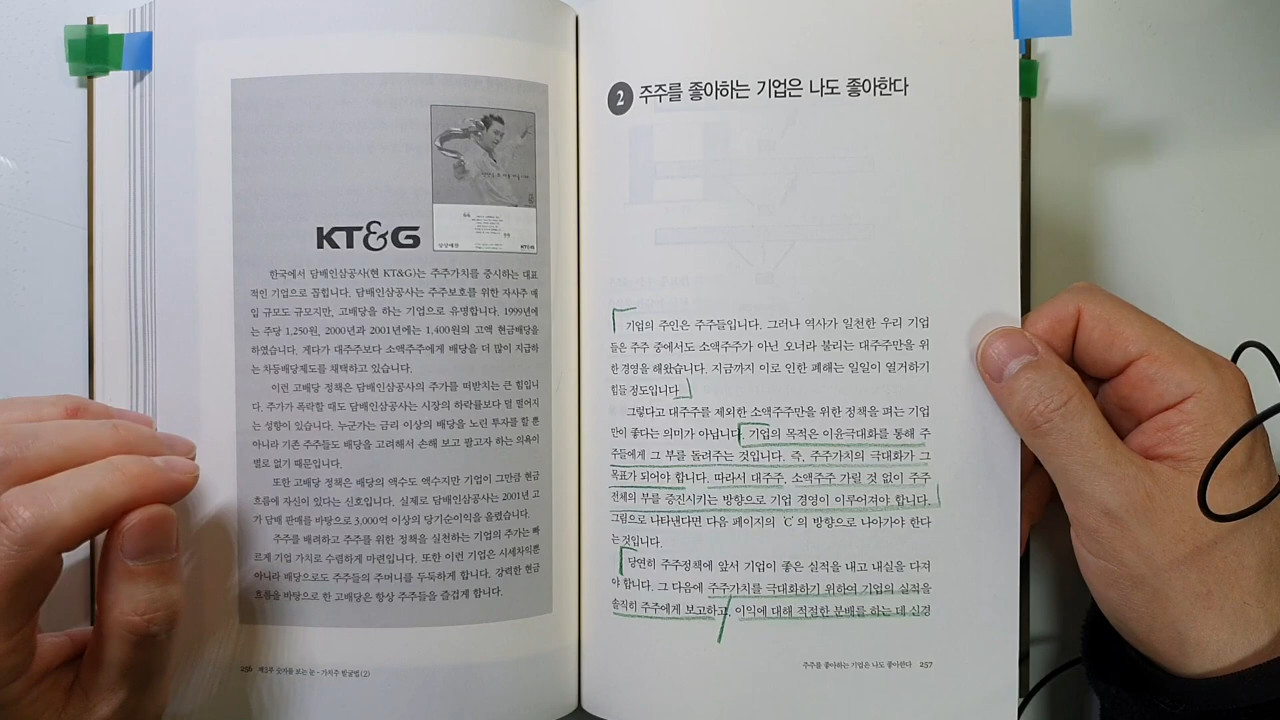 KT&G
한국에서 담배인삼공사(현 KT&G)는 주주가치를 중시하는 대표
적인 기업으로 꼽힙니다. 담배인삼공사는 주주보호를 위한 자사주 매
입 규모도 규모지만, 고배당을 하는 기업으로 유명합니다. 1999년에
는 주당 1,250원, 2000년과 2001년에는 1,400원의 고액 현금배당을
하였습니다. 게다가 대주주보다 소액주주에게 배당을 더 많이 지급하
는 차등배당제도를 채택하고 있습니다.
이런 고배당 정책은 담배인삼공사의 주가를 떠받치는 큰 힘입니
다. 주가가 폭락할 때도 담배인삼공사는 시장의 하락률보다 덜 떨어지
는 성향이 있습니다. 누군가는 금리 이상의 배당을 노린 투자를 할 뿐
아니라 기존 주주들도 배당을 고려해서 손해 보고 팔고자 하는 의욕이
별로 없기 때문입니다.
또한 고배당 정책은 배당의 액수도 액수지만 기업이 그만큼 현금
흐름에 자신이 있다는 신호입니다. 실제로 담배인삼공사는 2001년 고
가 담배 판매를 바탕으로 3,000억 이상의 당기순이익을 올렸습니다.
주주를 배려하고 주주를 위한 정책을 실천하는 기업의 주가는 빠
르게 기업 가치로 수렴하게 마련입니다. 또한 이런 기업은 시세차익뿐
아니라 배당으로도 주주들의 주머니를 두둑하게 합니다. 강력한 현금
흐름을 바탕으로 한 고배당은 항상 주주들을 즐겁게 합니다.
256 제3부 숫자를 보는 눈 - 가치주 발굴법(2)
2 주주를 좋아하는 기업은 나도 좋아한다
기업의 주인은 주주들입니다. 그러나 역사가 일천한 우리 기업
들은 주주 중에서도 소액주주가 아닌 오너라 불리는 대주주만을 위
한 경영을 해왔습니다. 지금까지 이로 인한 폐해는 일일이 열거하기
힘들 정도입니다.
그렇다고 대주주를 제외한 소액주주만을 위한 정책을 펴는 기업
만이 좋다는 의미가 아닙니다. 기업의 목적은 이윤극대화를 통해 주
주들에게 그 부를 돌려주는 것입니다. 즉, 주주가치의 극대화가 그
목표가 되어야 합니다. 따라서 대주주, 소액주주 가릴 것 없이 주주
전체의 부를 증진시키는 방향으로 기업 경영이 이루어져야 합니다.
그림으로 나타낸다면 다음 페이지의 'C'의 방향으로 나아가야 한다
는 것입니다.
당연히 주주정책에 앞서 기업이 좋은 실적을 내고 내실을 다져
야 합니다. 그 다음에 주주가치를 극대화하기 위하여 기업의 실적을
솔직히 주주에게 보고하고, 이익에 대해 적절한 분배를 하는 데 신경
주주를 좋아하는 기업은 나도 좋아한다 257